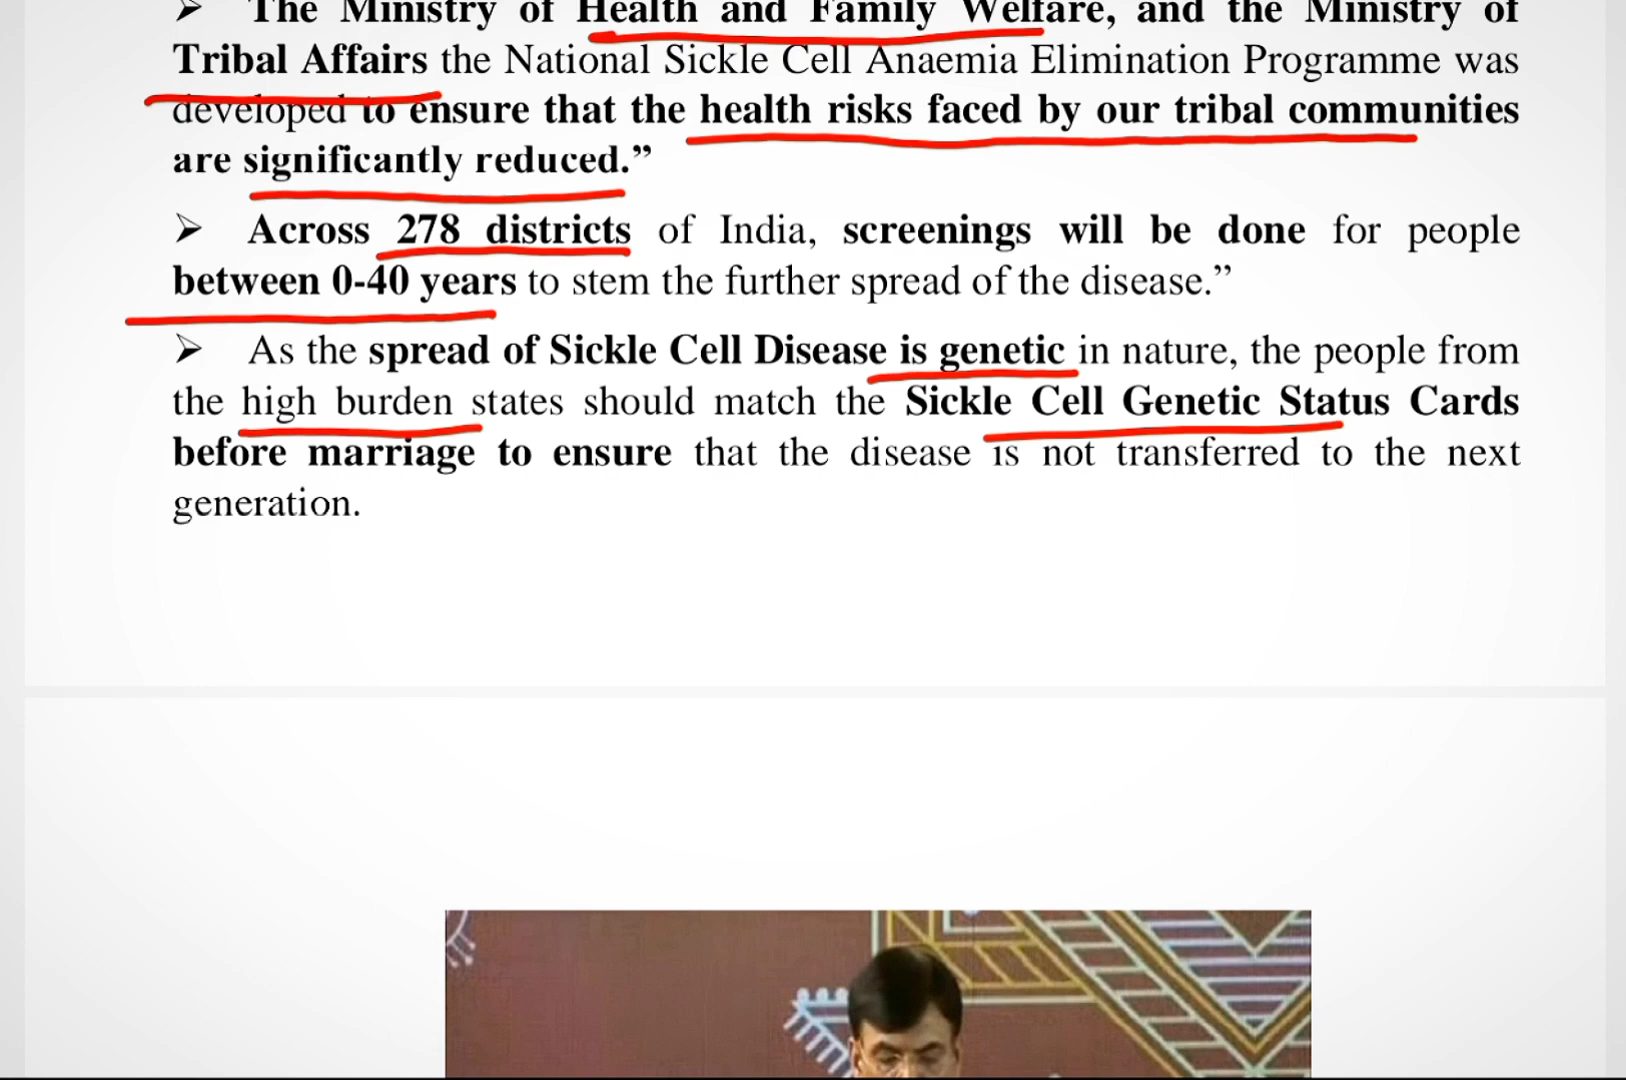 ➢ The Ministry of Health and Family Welfare, and the Ministry of
Tribal Affairs the National Sickle Cell Anaemia Elimination Programme was
developed to ensure that the health risks faced by our tribal communities
are significantly reduced.”
➢ Across 278 districts of India, screenings will be done for people
between 0-40 years to stem the further spread of the disease.”
➢ As the spread of Sickle Cell Disease is genetic in nature, the people from
the high burden states should match the Sickle Cell Genetic Status Cards
before marriage to ensure that the disease is not transferred to the next
generation.